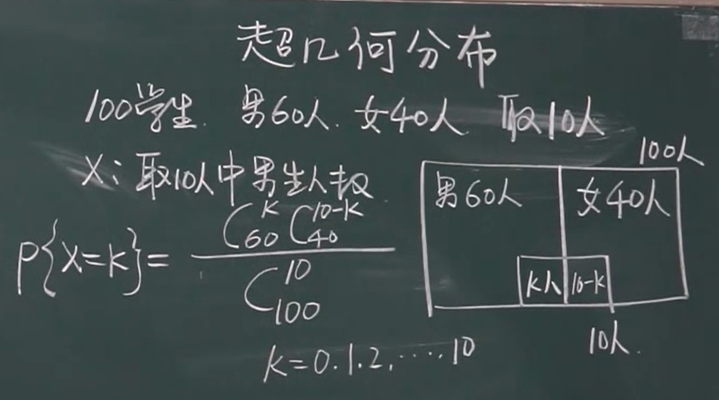 超几何分布
100学生. 男60人. 女40人. 取10人
X: 取10人中男生人数
P{X=K}= C_{60}^{K} C_{40}^{10-K} / C_{100}^{10}
K=0.1.2.....10
100人
男60人 女40人
K人 10-K
10人.